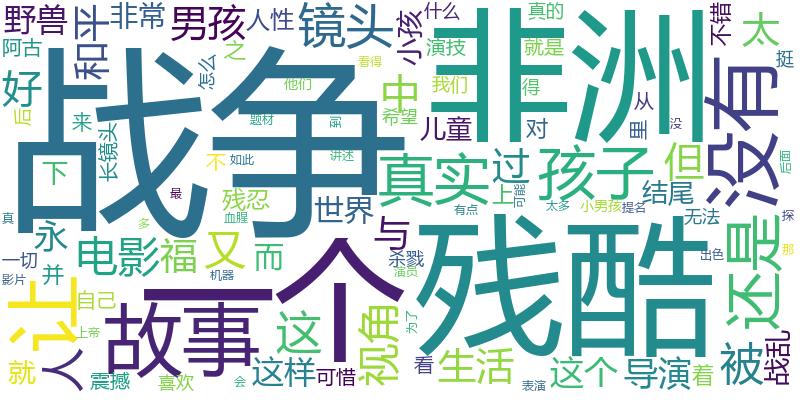 野兽
非常
男孩
人性
镜头
小孩
什么
真的
不错
太
和平
阿古
之
怎么
看得
演技
就是
挺
好
后
来
他们
中
我们
得
战争
非洲
没有
希望
儿童
对
从
里
没
长镜头
题材
下
不
如此
讲述
真实
过
孩子
但
后面
残忍
最
上
可能
结尾
真
多
血腥
世界
有点
太多
小男孩
提名
无法
探
永
电影
福
又
而
与
杀戮
残酷
还是
出色
那
一切
并
机器
演员
影片
让
自己
一个
上帝
故事
这
视角
为了
就
人
震撼
喜欢
会
这样
可惜
看
生活
表演
这个
导演
着
被
战乱